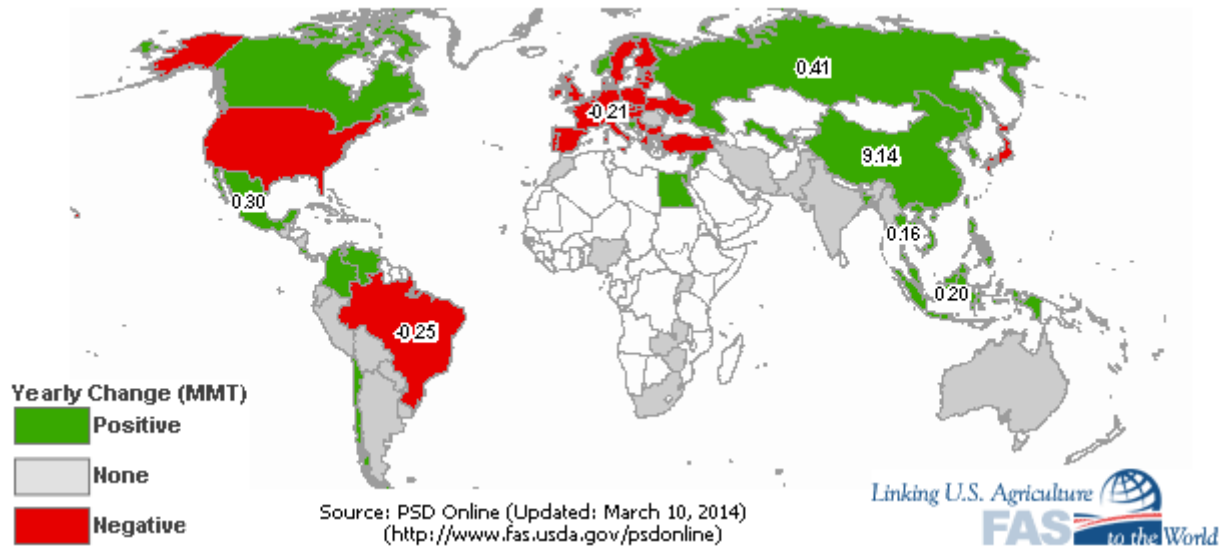 0.41
-0.21
9.14
0.30
0.16
0.20
-0.25
Yearly Change (MMT)
Positive
None
Negative
Source: PSD Online (Updated: March 10, 2014)
(http://www.fas.usda.gov/psdonline)
Linking U.S. Agriculture
FAS to the World